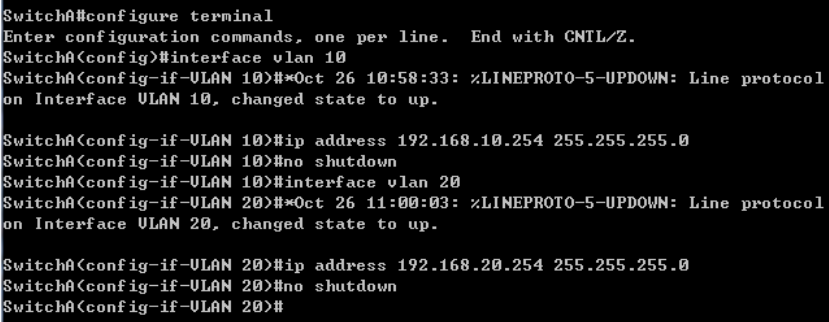 SwitchA#configure terminal
Enter configuration commands, one per line.  End with CNTL/Z.
SwitchA(config)#interface vlan 10
SwitchA(config-if-VLAN 10)#*Oct 26 10:58:33: %LINEPROTO-5-UPDOWN: Line protocol
on Interface VLAN 10, changed state to up.
SwitchA(config-if-VLAN 10)#ip address 192.168.10.254 255.255.255.0
SwitchA(config-if-VLAN 10)#no shutdown
SwitchA(config-if-VLAN 10)#interface vlan 20
SwitchA(config-if-VLAN 20)#*Oct 26 11:00:03: %LINEPROTO-5-UPDOWN: Line protocol
on Interface VLAN 20, changed state to up.
SwitchA(config-if-VLAN 20)#ip address 192.168.20.254 255.255.255.0
SwitchA(config-if-VLAN 20)#no shutdown
SwitchA(config-if-VLAN 20)#